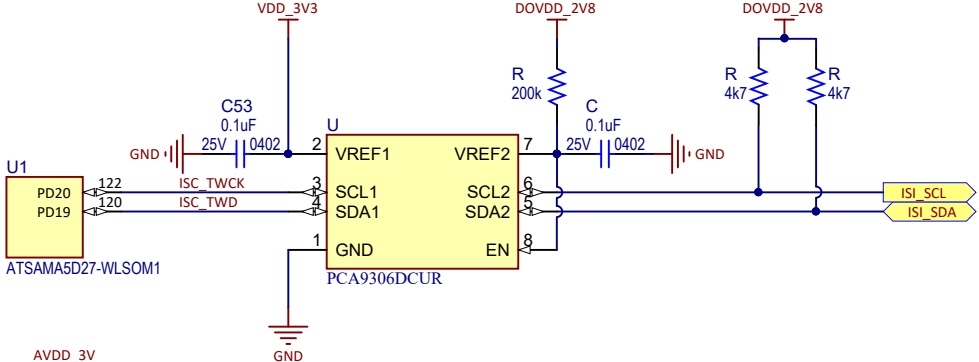 VDD_3V3
DOVDD_2V8
DOVDD_2V8
R
200k
R
4k7
R
4k7
C53
0.1uF
25V 0402
GND
U
C
0.1uF
25V 0402
GND
2 VREF1
VREF2 7
U1
PD20 122
ISC_TWCK
3 SCL1
SCL2 6
ISI_SCL
PD19 120
ISC_TWD
4 SDA1
SDA2 5
ISI_SDA
1 GND
EN 8
ATSAMA5D27-WLSOM1
PCA9306DCUR
GND
AVDD_3V